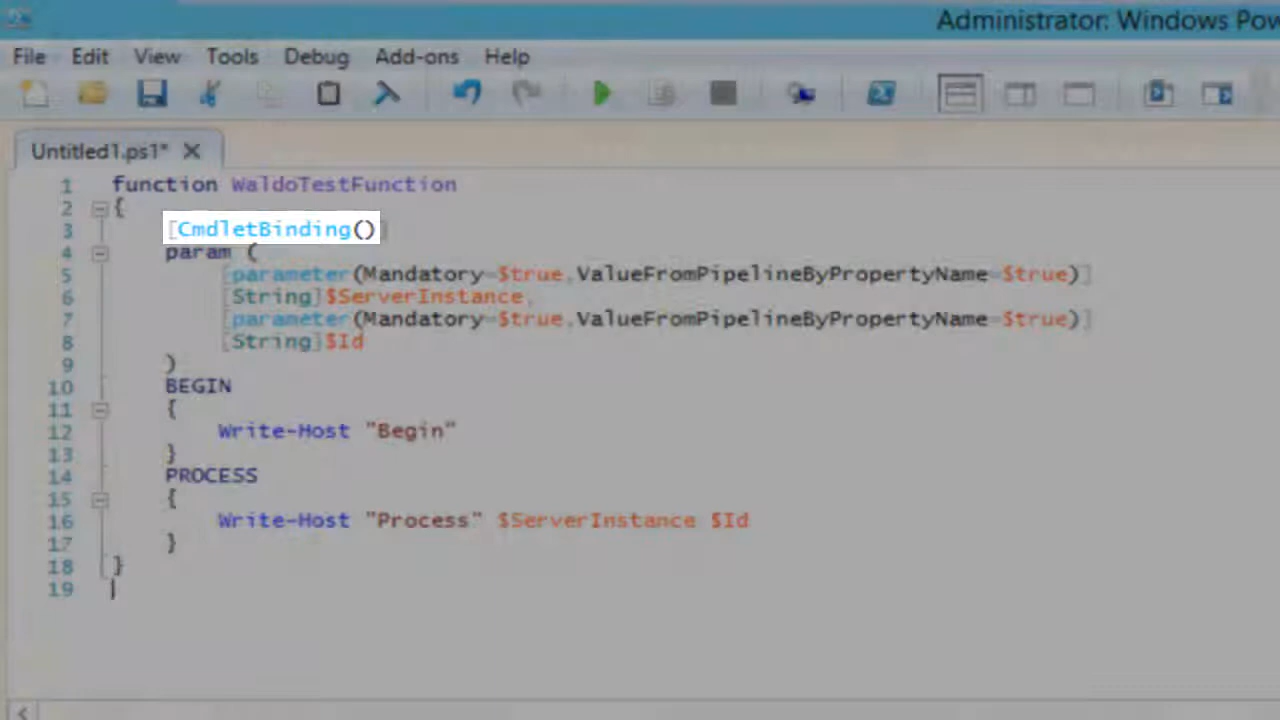 Administrator: Windows Pow
File Edit View Tools Debug Add-ons Help
Untitled1.ps1* X
1 function WaldoTestFunction
2 {
3 [CmdletBinding()]
4 param (
5 [parameter(Mandatory=$true,ValueFromPipelineByPropertyName=$true)]
6 [String]$ServerInstance,
7 [parameter(Mandatory=$true,ValueFromPipelineByPropertyName=$true)]
8 [String]$Id
9 )
10 BEGIN
11 {
12 Write-Host "Begin"
13 }
14 PROCESS
15 {
16 Write-Host "Process" $ServerInstance $Id
17 }
18 }
19